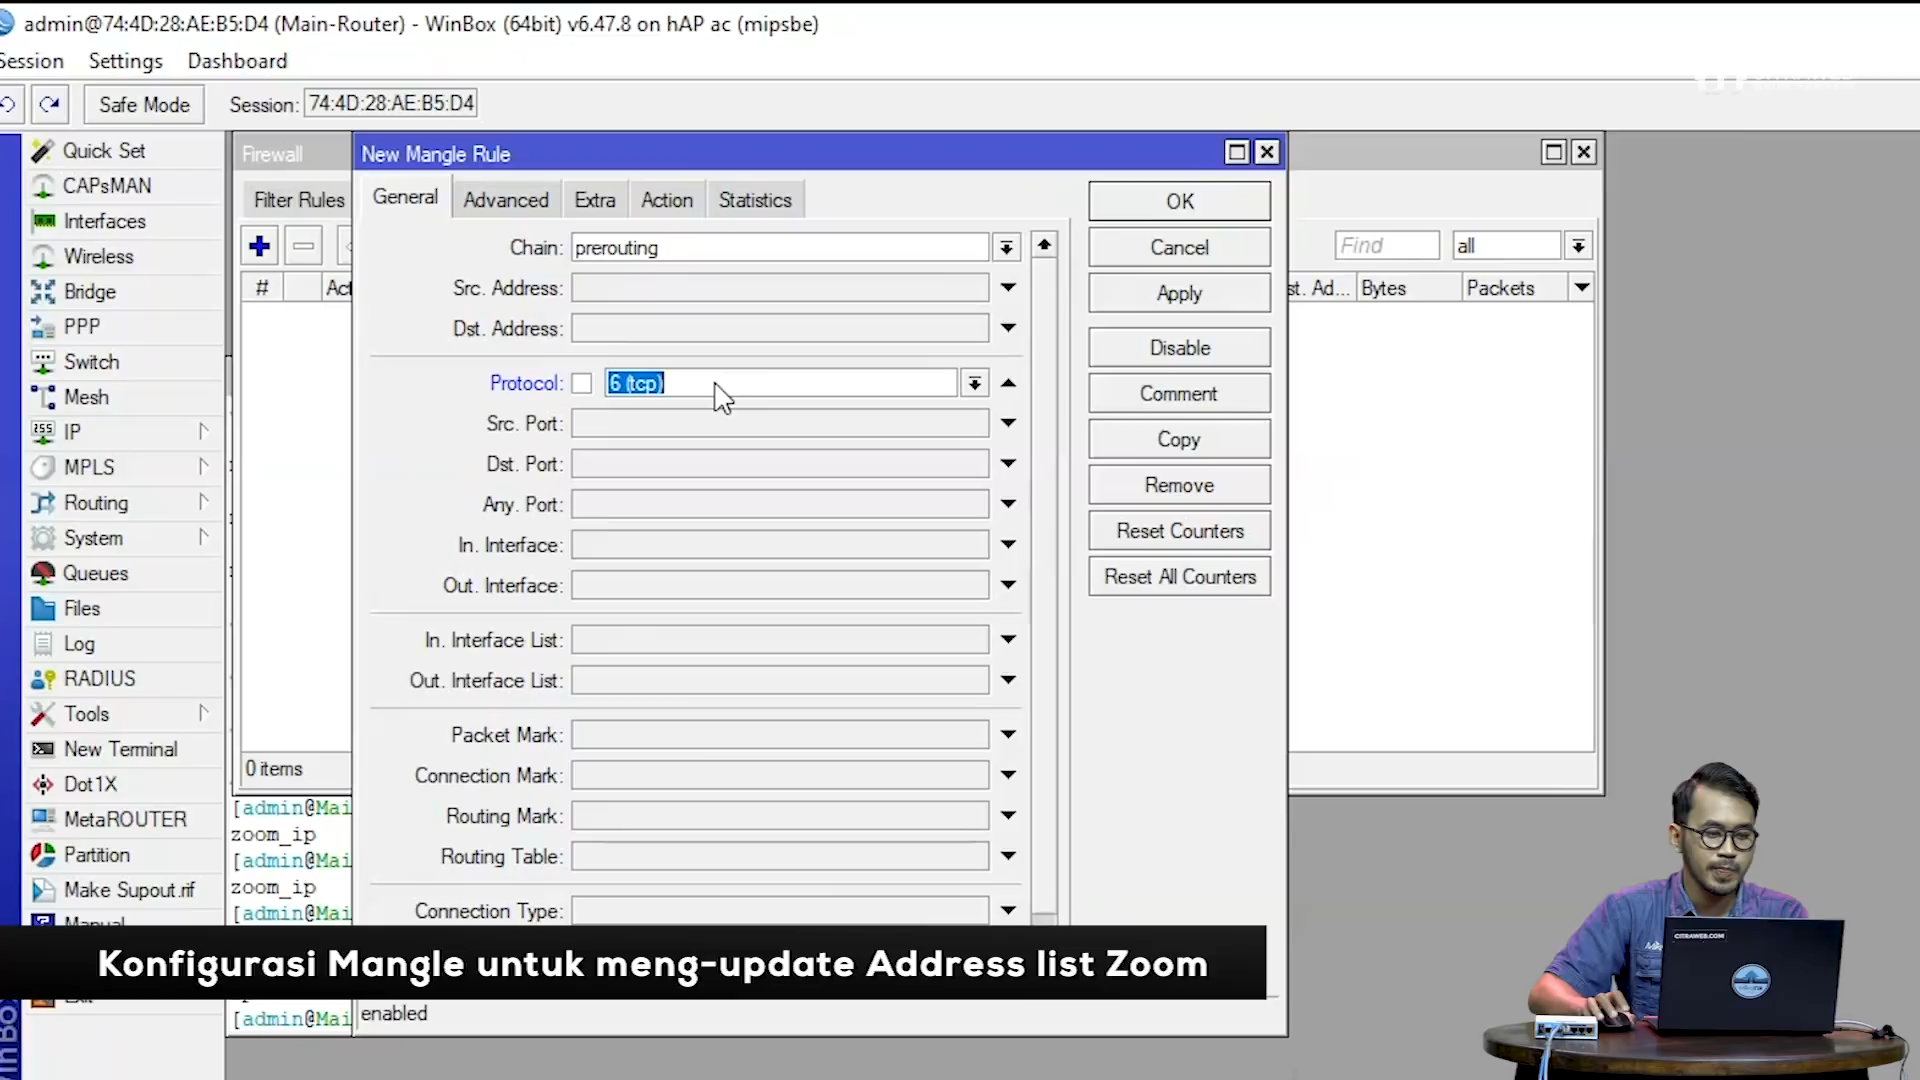 admin@74:4D:28:AE:B5:D4 (Main-Router) - WinBox (64bit) v6.47.8 on hAP ac (mipsbe)
Session Settings Dashboard
Safe Mode Session: 74:4D:28:AE:B5:D4
Quick Set
CAPsMAN
Interfaces
Wireless
Bridge
PPP
Switch
Mesh
IP
MPLS
Routing
System
Queues
Files
Log
RADIUS
Tools
New Terminal
Dot1X
MetaROUTER
Partition
Make Supout.rif
Manual
Exit
Firewall
Filter Rules
# Act
0 items
New Mangle Rule
General Advanced Extra Action Statistics
Chain: prerouting
Src. Address:
Dst. Address:
Protocol: 6 (tcp)
Src. Port:
Dst. Port:
Any. Port:
In. Interface:
Out. Interface:
In. Interface List:
Out. Interface List:
Packet Mark:
Connection Mark:
Routing Mark:
Routing Table:
Connection Type:
enabled
OK
Cancel
Apply
Disable
Comment
Copy
Remove
Reset Counters
Reset All Counters
Find all
st. Ad... Bytes Packets
[admin@Mai
zoom_ip
[admin@Mai
zoom_ip
[admin@Mai
[admin@Mai
Konfigurasi Mangle untuk meng-update Address list Zoom
CITRAWEB.COM